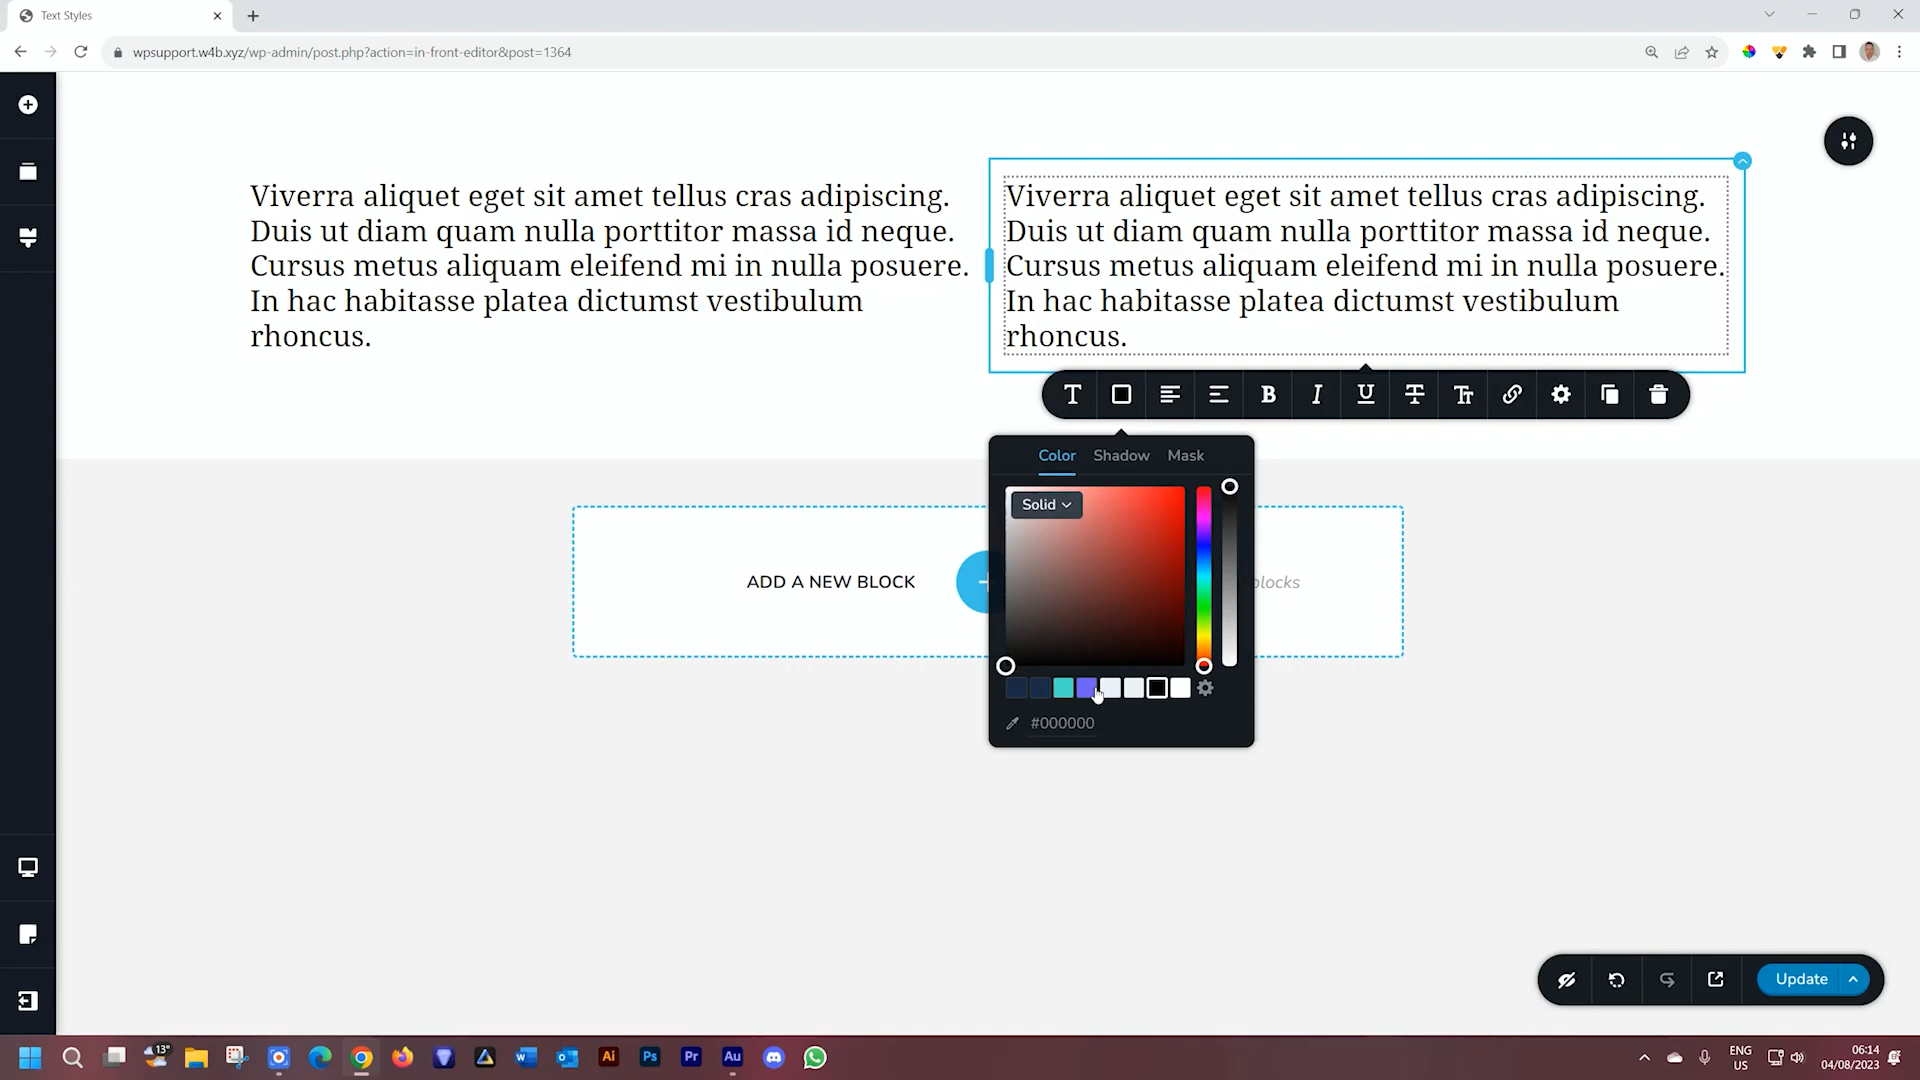 Text Styles
wpsupport.w4b.xyz/wp-admin/post.php?action=in-front-editor&post=1364
Viverra aliquet eget sit amet tellus cras adipiscing.
Duis ut diam quam nulla porttitor massa id neque.
Cursus metus aliquam eleifend mi in nulla posuere.
In hac habitasse platea dictumst vestibulum
rhoncus.
Viverra aliquet eget sit amet tellus cras adipiscing.
Duis ut diam quam nulla porttitor massa id neque.
Cursus metus aliquam eleifend mi in nulla posuere.
In hac habitasse platea dictumst vestibulum
rhoncus.
Color Shadow Mask
Solid
ADD A NEW BLOCK
blocks
#000000
Update
13°
ENG
US
06:14
04/08/2023